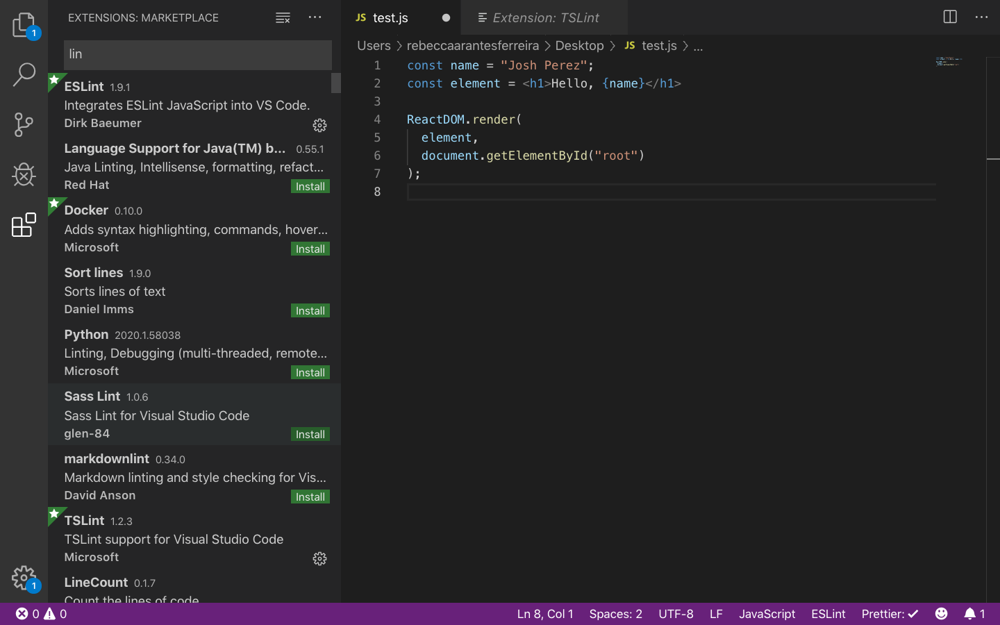 EXTENSIONS: MARKETPLACE
lin
ESLint 1.9.1
Integrates ESLint JavaScript into VS Code.
Dirk Baeumer
Language Support for Java(TM) b... 0.55.1
Java Linting, Intellisense, formatting, refact...
Red Hat Install
Docker 0.10.0
Adds syntax highlighting, commands, hover...
Microsoft Install
Sort lines 1.9.0
Sorts lines of text
Daniel Imms Install
Python 2020.1.58038
Linting, Debugging (multi-threaded, remote...
Microsoft Install
Sass Lint 1.0.6
Sass Lint for Visual Studio Code
glen-84 Install
markdownlint 0.34.0
Markdown linting and style checking for Vis...
David Anson Install
TSLint 1.2.3
TSLint support for Visual Studio Code
Microsoft
LineCount 0.1.7
Count the lines of code
1
1
JS test.js
Extension: TSLint
Users > rebeccaarantesferreira > Desktop > JS test.js > ...
1 const name = "Josh Perez";
2 const element = <h1>Hello, {name}</h1>
3
4 ReactDOM.render(
5 element,
6 document.getElementById("root")
7 );
8
0 0
Ln 8, Col 1 Spaces: 2 UTF-8 LF JavaScript ESLint Prettier: ✓ 1